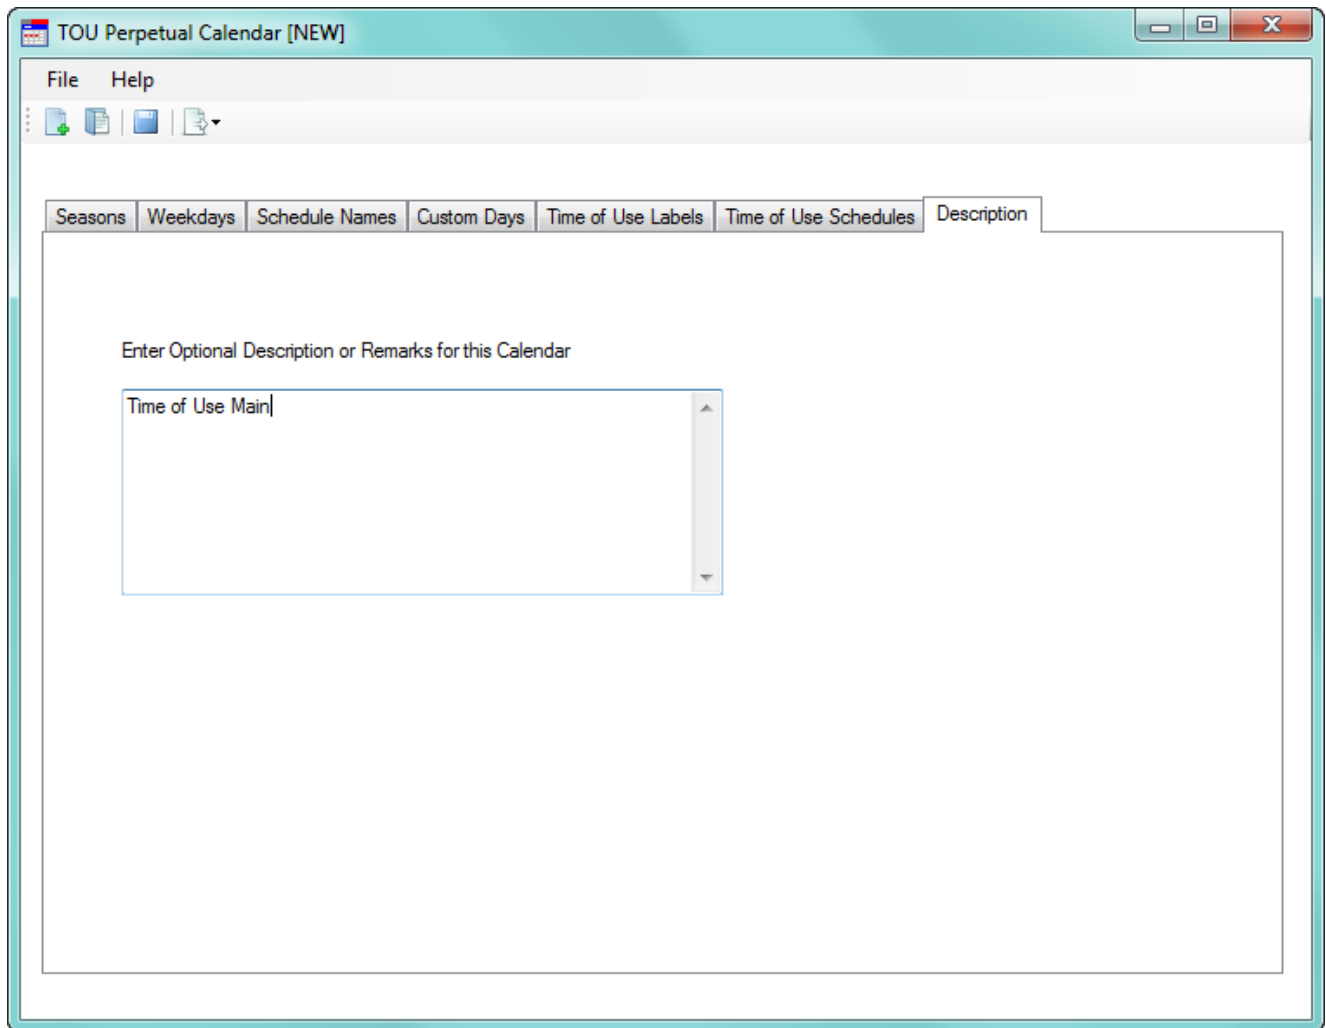 TOU Perpetual Calendar [NEW]
File Help
Seasons Weekdays Schedule Names Custom Days Time of Use Labels Time of Use Schedules Description
Enter Optional Description or Remarks for this Calendar
Time of Use Main